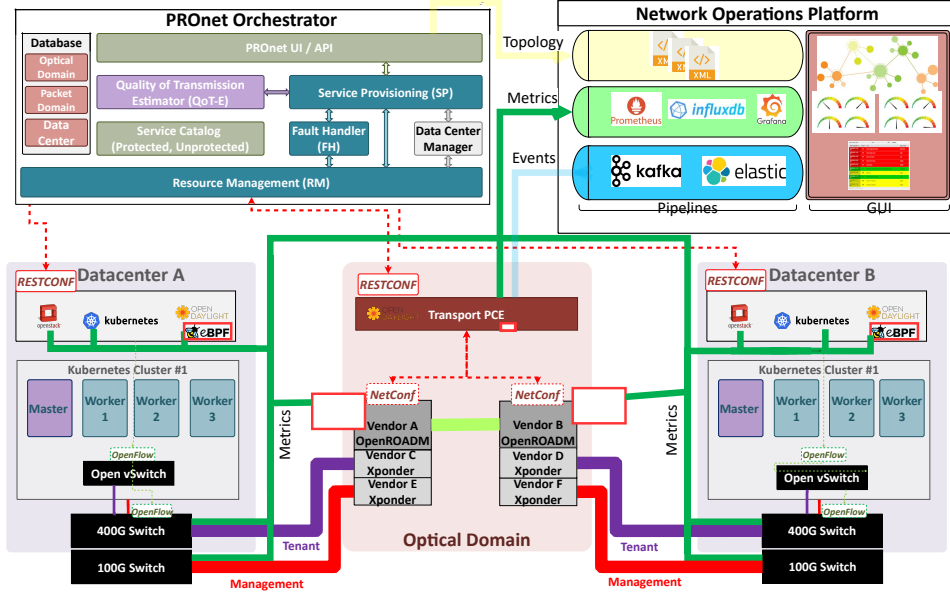 PROnet Orchestrator
Database
Optical
Domain
Packet
Domain
Data
Center
PROnet UI / API
Quality of Transmission
Estimator (QoT-E)
Service Provisioning (SP)
Service Catalog
(Protected, Unprotected)
Fault Handler
(FH)
Data Center
Manager
Resource Management (RM)
Network Operations Platform
Topology
XML
Metrics
Prometheus
influxdb
Grafana
Events
kafka
elastic
Pipelines
GUI
Datacenter A
RESTCONF
openstack
kubernetes
OPEN
DAYLIGHT
eBPF
Kubernetes Cluster #1
Master
Worker
1
Worker
2
Worker
3
OpenFlow
Open vSwitch
OpenFlow
400G Switch
100G Switch
Metrics
Tenant
Management
RESTCONF
OPEN
DAYLIGHT
Transport PCE
NetConf
Vendor A
OpenROADM
Vendor C
Xponder
Vendor E
Xponder
NetConf
Vendor B
OpenROADM
Vendor D
Xponder
Vendor F
Xponder
Optical Domain
Metrics
Tenant
Management
Datacenter B
RESTCONF
openstack
kubernetes
OPEN
DAYLIGHT
eBPF
Kubernetes Cluster #1
Master
Worker
1
Worker
2
Worker
3
OpenFlow
Open vSwitch
OpenFlow
400G Switch
100G Switch